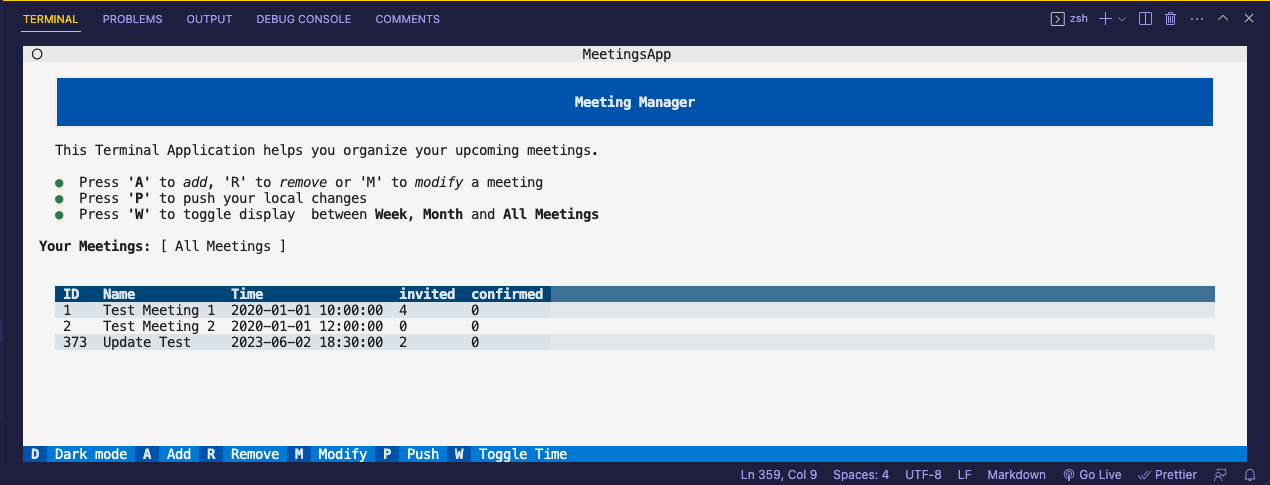 TERMINAL PROBLEMS OUTPUT DEBUG CONSOLE COMMENTS zsh
MeetingsApp
Meeting Manager
This Terminal Application helps you organize your upcoming meetings.
Press 'A' to add, 'R' to remove or 'M' to modify a meeting
Press 'P' to push your local changes
Press 'W' to toggle display  between Week, Month and All Meetings
Your Meetings: [ All Meetings ]
ID Name Time invited confirmed
1 Test Meeting 1 2020-01-01 10:00:00 4 0
2 Test Meeting 2 2020-01-01 12:00:00 0 0
373 Update Test 2023-06-02 18:30:00 2 0
D Dark mode A Add R Remove M Modify P Push W Toggle Time
Ln 359, Col 9 Spaces: 4 UTF-8 LF Markdown Go Live Prettier